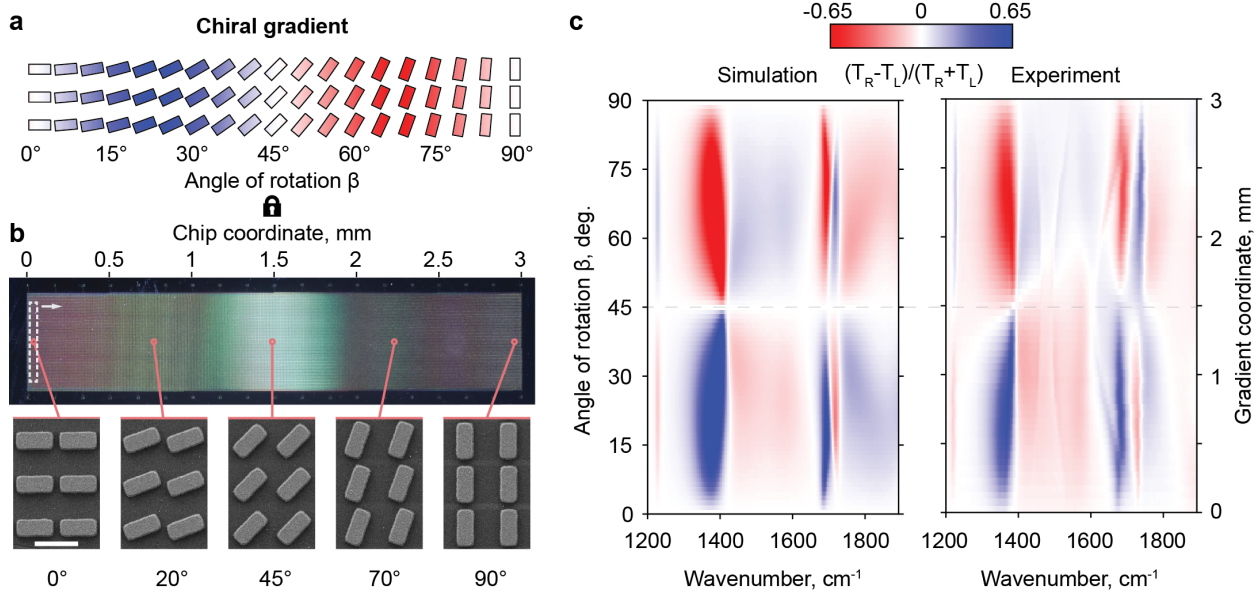 a
Chiral gradient
0° 15° 30° 45° 60° 75° 90°
Angle of rotation β
b
Chip coordinate, mm
0 0.5 1 1.5 2 2.5 3
0° 20° 45° 70° 90°
c
-0.65 0 0.65
Simulation (T_R-T_L)/(T_R+T_L) Experiment
Angle of rotation β, deg.
90
75
60
45
30
15
0
1200 1400 1600 1800
Wavenumber, cm⁻¹
3
2
1
0
Gradient coordinate, mm
1200 1400 1600 1800
Wavenumber, cm⁻¹